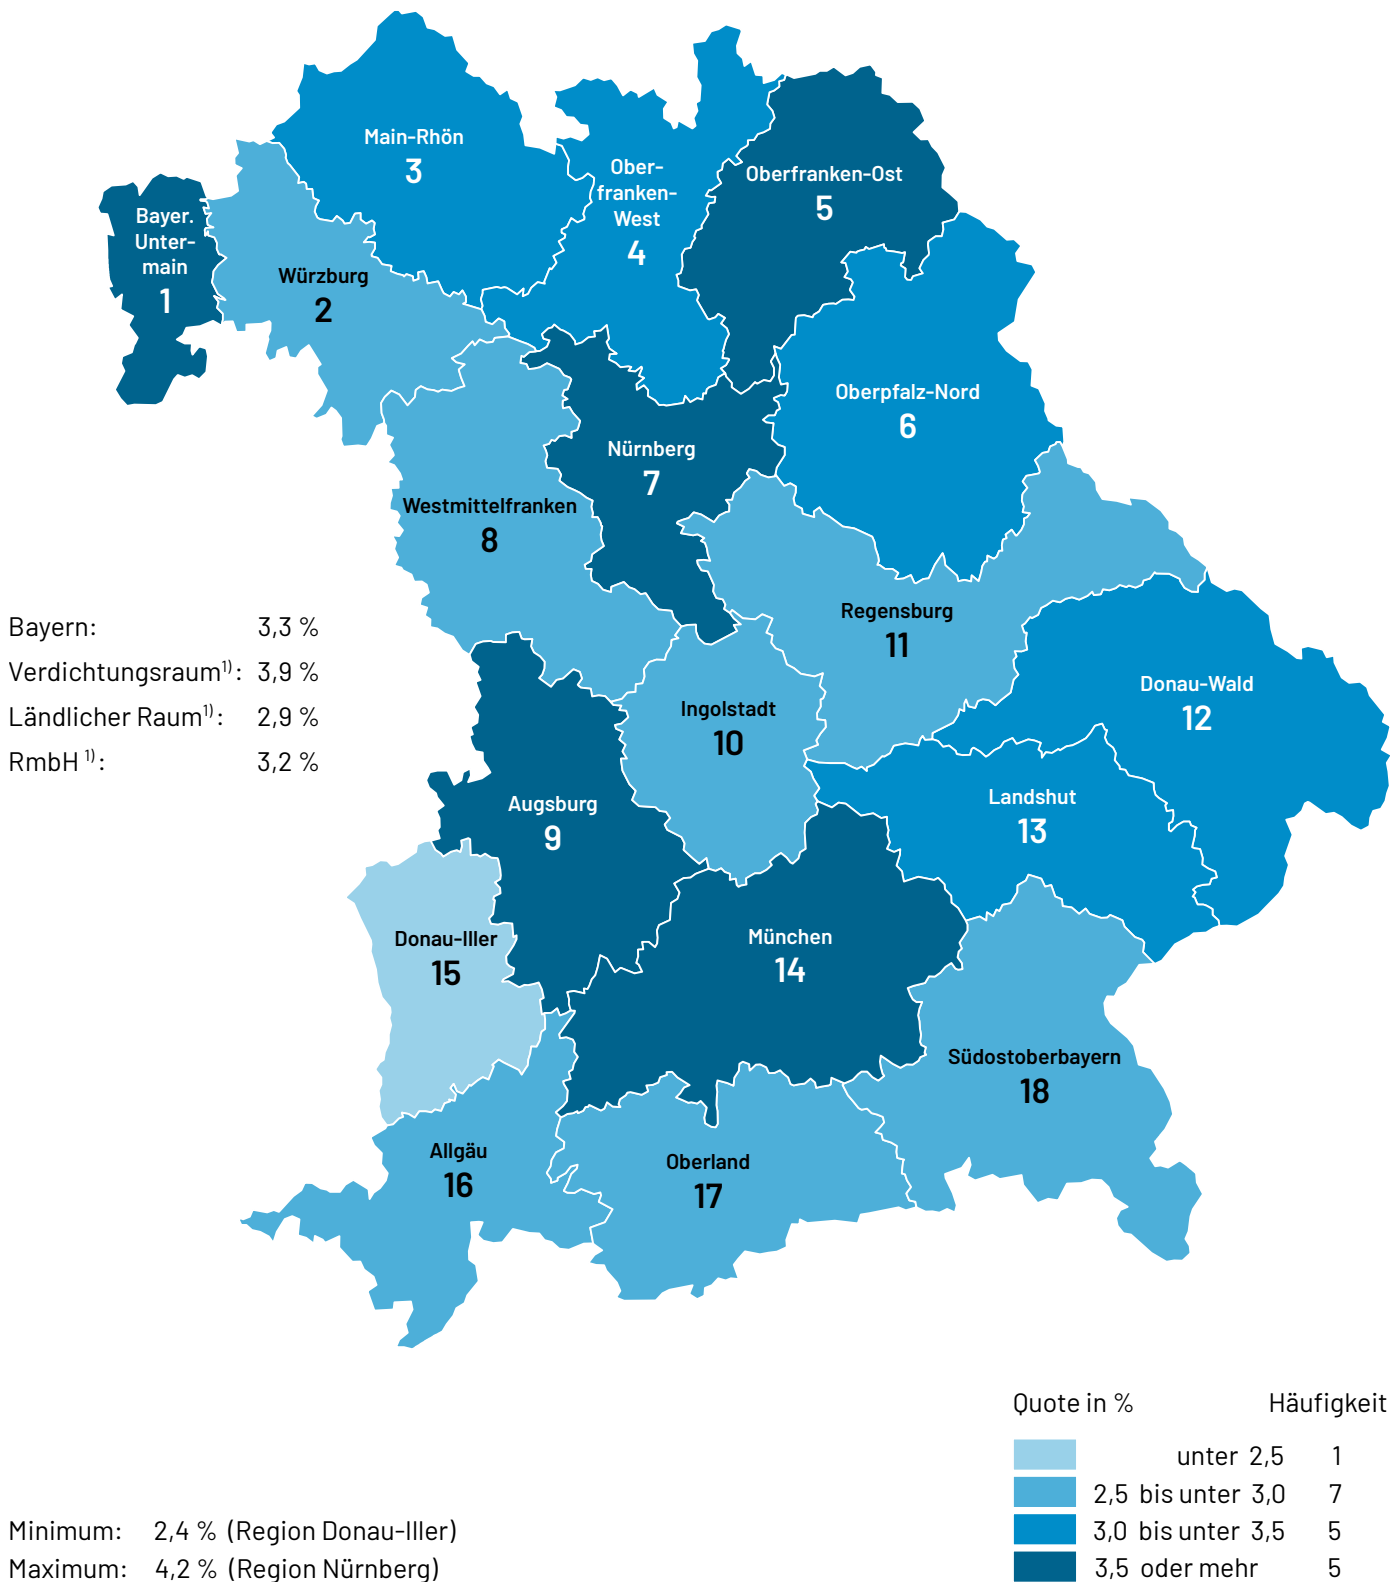 Main-Rhön
3
Ober-
franken-
West
4
Oberfranken-Ost
5
Bayer.
Unter-
main
1
Würzburg
2
Oberpfalz-Nord
6
Nürnberg
7
Westmittelfranken
8
Regensburg
11
Bayern: 3,3 %
Verdichtungsraum¹⁾: 3,9 %
Ländlicher Raum¹⁾: 2,9 %
RmbH ¹⁾: 3,2 %
Donau-Wald
12
Ingolstadt
10
Augsburg
9
Landshut
13
Donau-Iller
15
München
14
Südostoberbayern
18
Allgäu
16
Oberland
17
Quote in % Häufigkeit
unter 2,5 1
2,5 bis unter 3,0 7
3,0 bis unter 3,5 5
3,5 oder mehr 5
Minimum: 2,4 % (Region Donau-Iller)
Maximum: 4,2 % (Region Nürnberg)